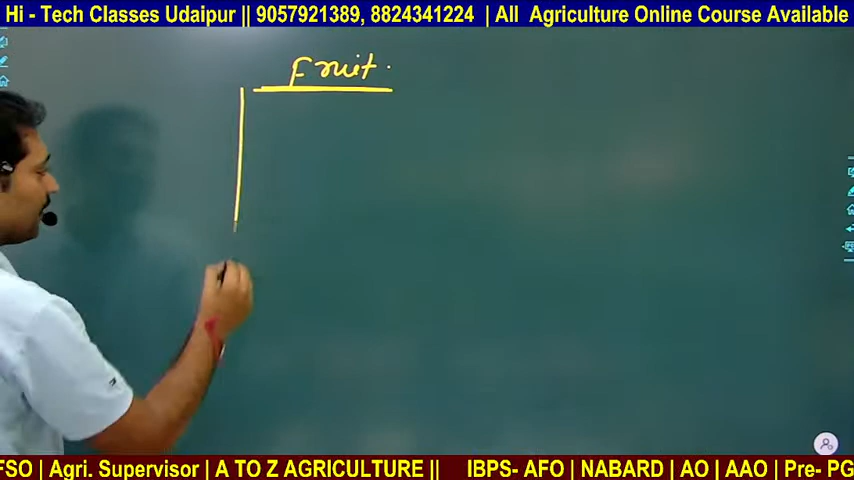 Hi - Tech Classes Udaipur || 9057921389, 8824341224 | All Agriculture Online Course Available
Fruit.
FSO | Agri. Supervisor | A TO Z AGRICULTURE || IBPS- AFO | NABARD | AO | AAO | Pre- PG